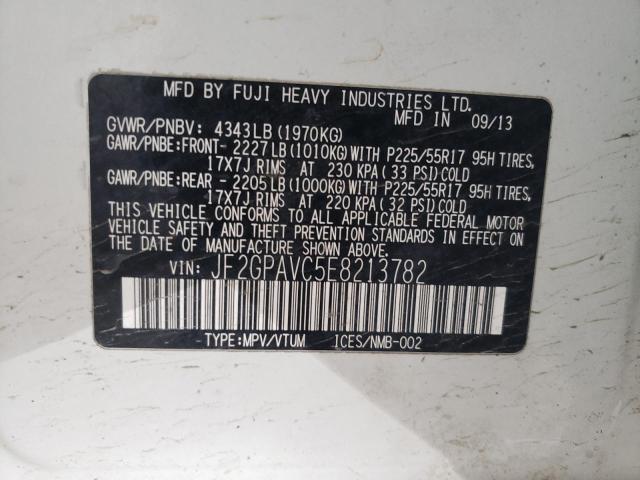 MFD BY FUJI HEAVY INDUSTRIES LTD.
MFD IN 09/13
GVWR/PNBV: 4343LB (1970KG)
GAWR/PNBE:FRONT- 2227LB (1010KG) WITH P225/55R17 95H TIRES,
17X7J RIMS AT 230 KPA (33 PSI) COLD
GAWR/PNBE:REAR - 2205LB (1000KG) WITH P225/55R17 95H TIRES,
17X7J RIMS AT 220 KPA (32 PSI) COLD
THIS VEHICLE CONFORMS TO ALL APPLICABLE FEDERAL MOTOR
VEHICLE SAFETY AND THEFT PREVENTION STANDARDS IN EFFECT ON
THE DATE OF MANUFACTURE SHOWN ABOVE.
VIN: JF2GPAVC5E8213782
TYPE:MPV/VTUM ICES/NMB-002